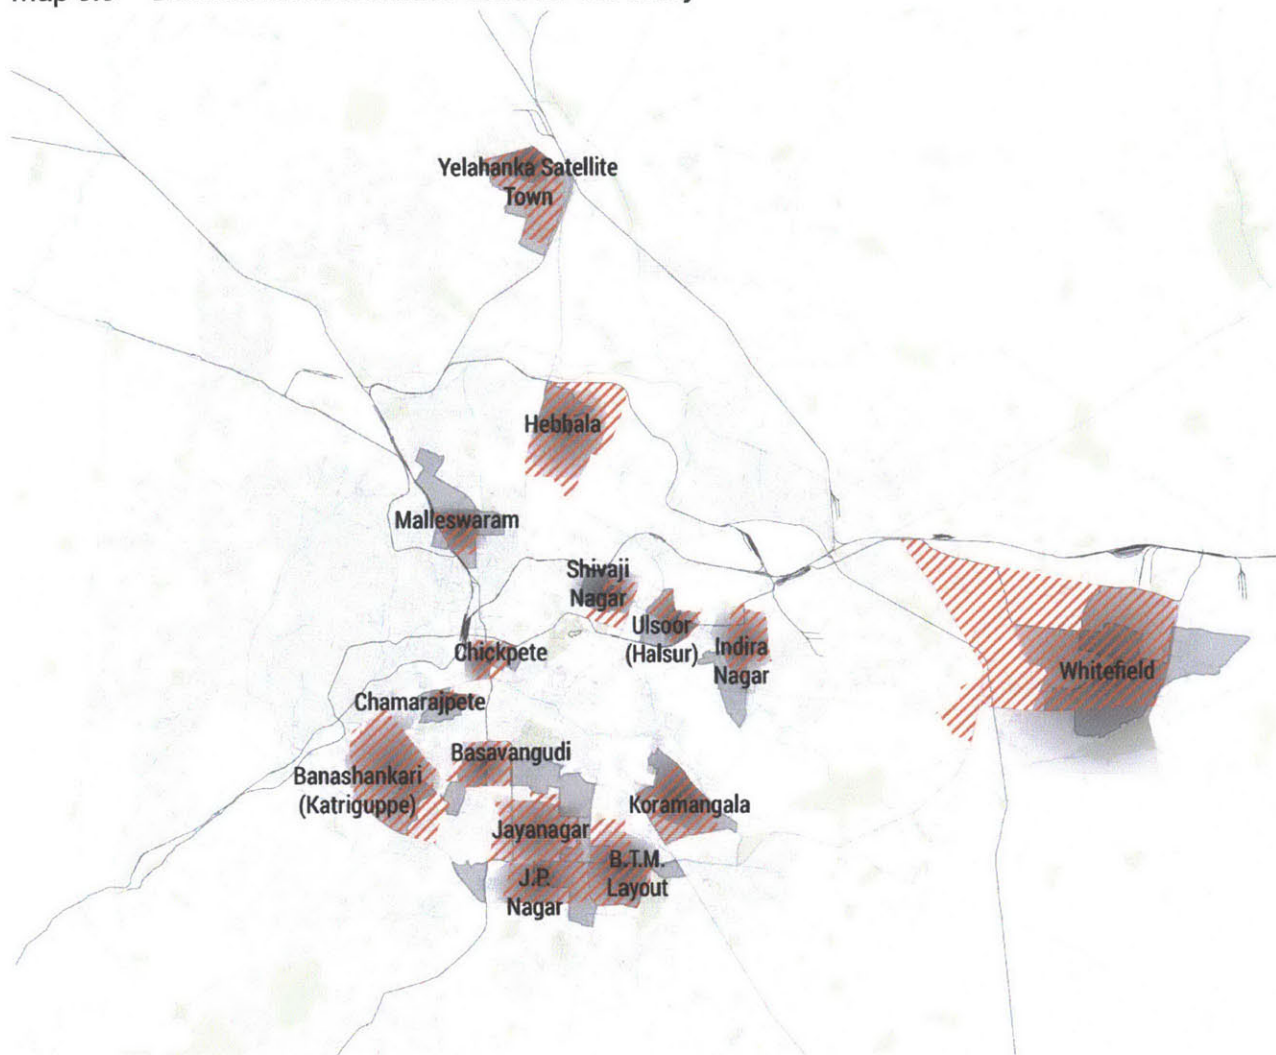 Yelahanka Satellite
Town
Hebbala
Malleswaram
Shivaji
Nagar
Ulsoor
(Halsur)
Indira
Nagar
Chickpete
Whitefield
Chamarajpete
Basavangudi
Banashankari
(Katriguppe)
Koramangala
Jayanagar
B.T.M.
Layout
J.P.
Nagar